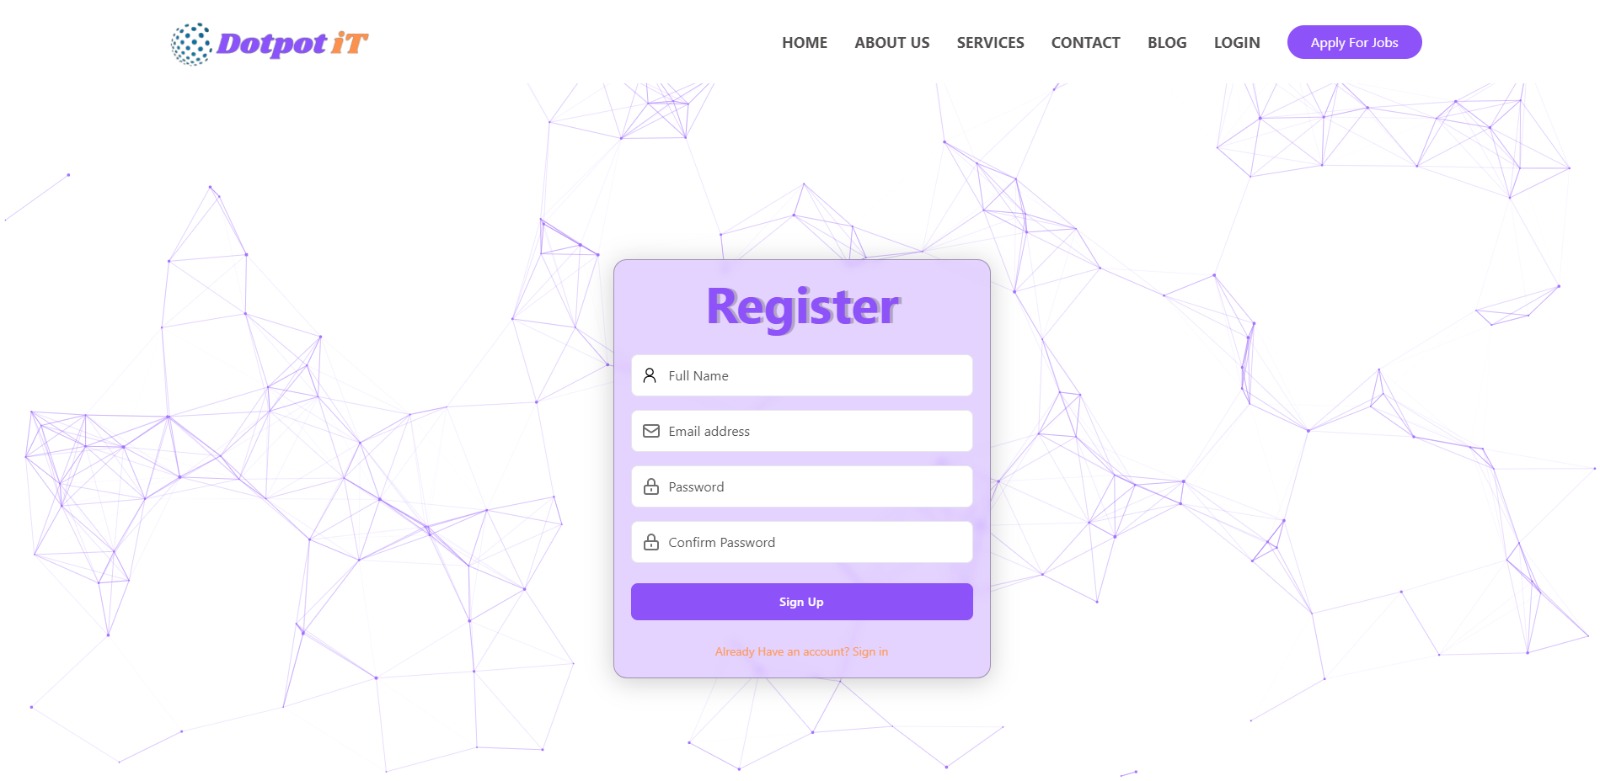 Dotpot iT
HOME ABOUT US SERVICES CONTACT BLOG LOGIN Apply For Jobs
Register
Full Name
Email address
Password
Confirm Password
Sign Up
Already Have an account? Sign in